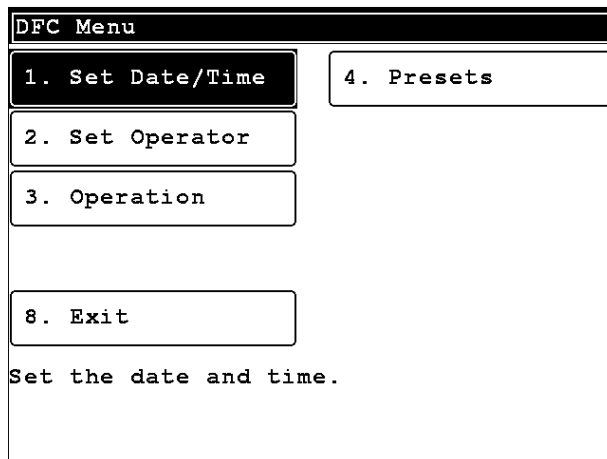 DFC Menu
1. Set Date/Time
4. Presets
2. Set Operator
3. Operation
8. Exit
Set the date and time.